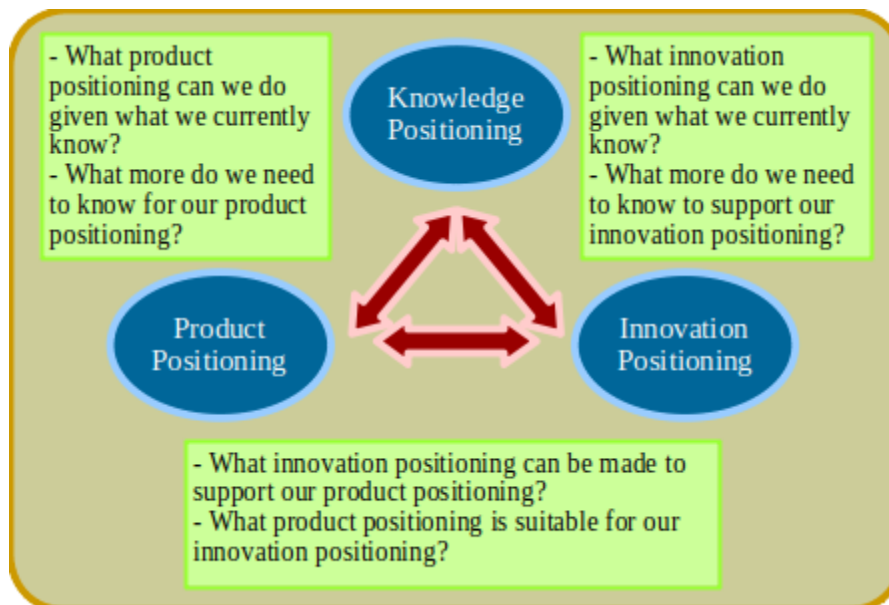 - What product
positioning can we do
given what we currently
know?
- What more do we need
to know for our product
positioning?
Knowledge
Positioning
- What innovation
positioning can we do
given what we currently
know?
- What more do we need
to know to support our
innovation positioning?
Product
Positioning
Innovation
Positioning
- What innovation positioning can be made to
support our product positioning?
- What product positioning is suitable for our
innovation positioning?